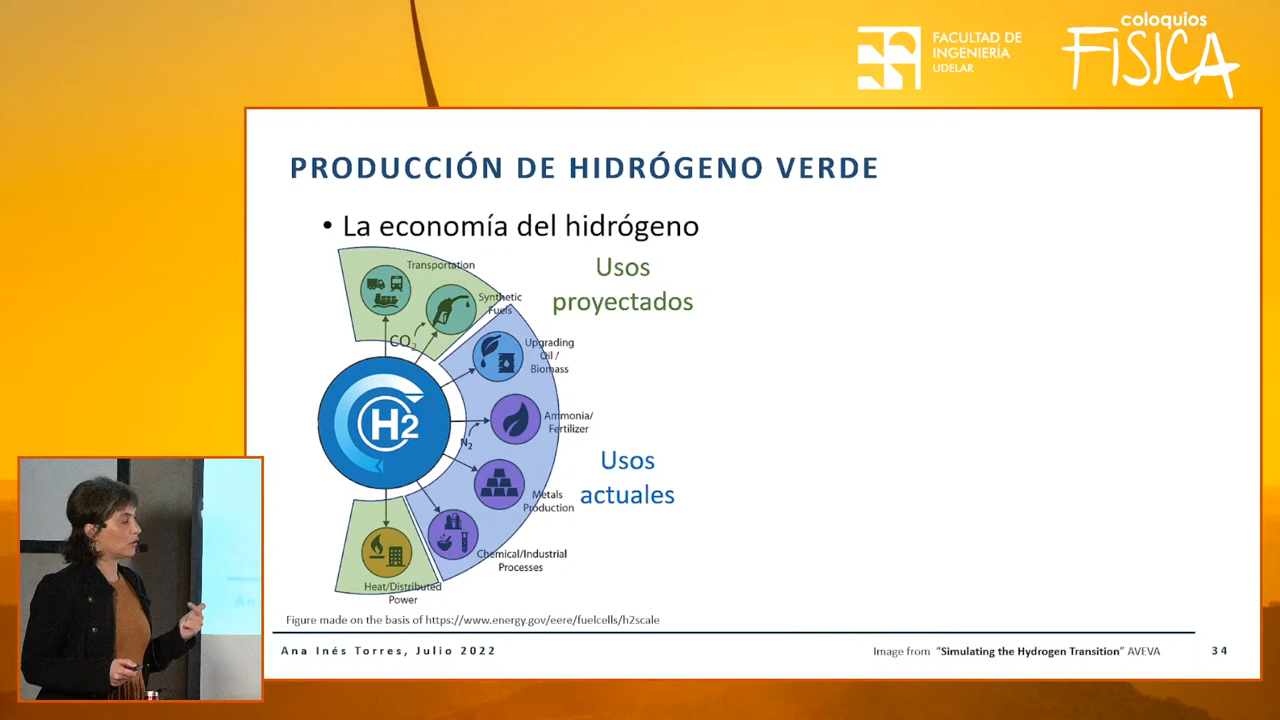 coloquios
FISICA
FACULTAD DE
INGENIERÍA
UDELAR
PRODUCCIÓN DE HIDRÓGENO VERDE
• La economía del hidrógeno
Usos
proyectados
Transportation
Synthetic
Fuels
CO2
Upgrading
Oil /
Biomass
H2
Ammonia/
Fertilizer
N2
Usos
actuales
Metals
Production
Chemical/Industrial
Processes
Heat/Distributed
Power
Figure made on the basis of https://www.energy.gov/eere/fuelcells/h2scale
Ana Inés Torres, Julio 2022
Image from “Simulating the Hydrogen Transition” AVEVA
34